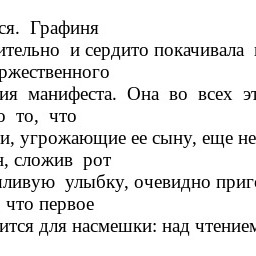 ся. Графиня
ительно и сердито покачивала
ржественного
ия манифеста. Она во всех эт
о то, что
и, угрожающие ее сыну, еще не
н, сложив рот
ливую улыбку, очевидно приго
что первое
ится для насмешки: над чтением